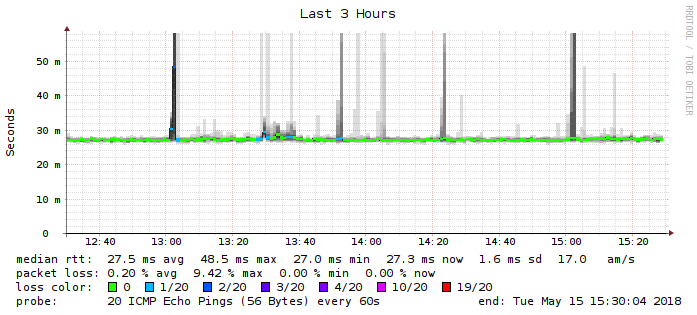 Last 3 Hours
RRDTOOL / TOBI OETIKER
Seconds
50 m
40 m
30 m
20 m
10 m
0
12:40 13:00 13:20 13:40 14:00 14:20 14:40 15:00 15:20
median rtt: 27.5 ms avg 48.5 ms max 27.0 ms min 27.3 ms now 1.6 ms sd 17.0 am/s
packet loss: 0.20 % avg 9.42 % max 0.00 % min 0.00 % now
loss color: 0 1/20 2/20 3/20 4/20 10/20 19/20
probe: 20 ICMP Echo Pings (56 Bytes) every 60s end: Tue May 15 15:30:04 2018